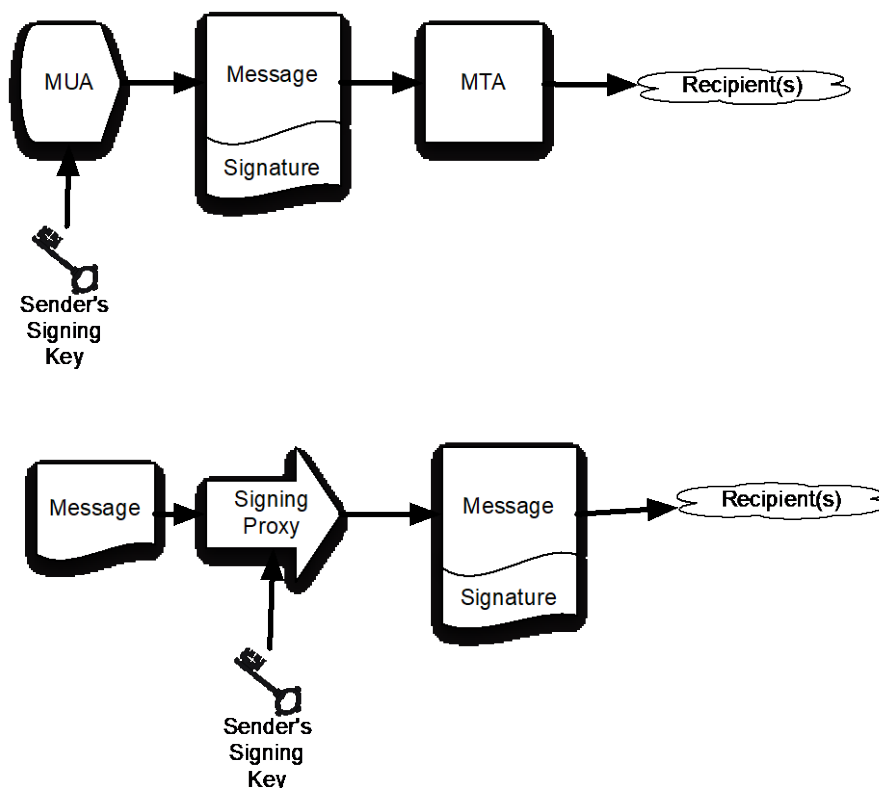 MUA
Message
Signature
MTA
Recipient(s)
Sender's
Signing
Key
Message
Signing
Proxy
Message
Signature
Recipient(s)
Sender's
Signing
Key